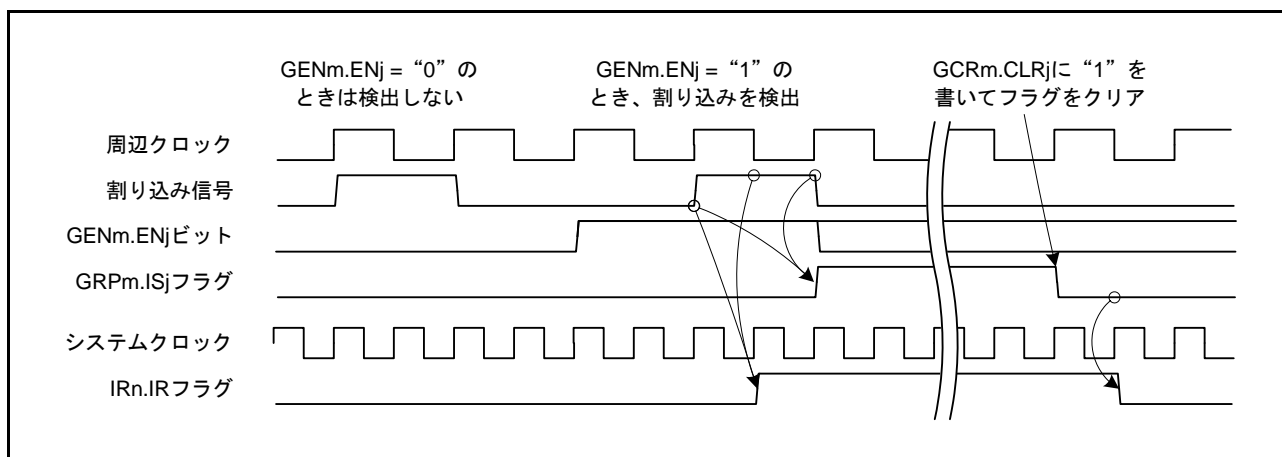 GENm.ENj = “0” の
ときは検出しない
GENm.ENj = “1” の
とき、割り込みを検出
GCRm.CLRjに “1” を
書いてフラグをクリア
周辺クロック
割り込み信号
GENm.ENjビット
GRPm.ISjフラグ
システムクロック
IRn.IRフラグ